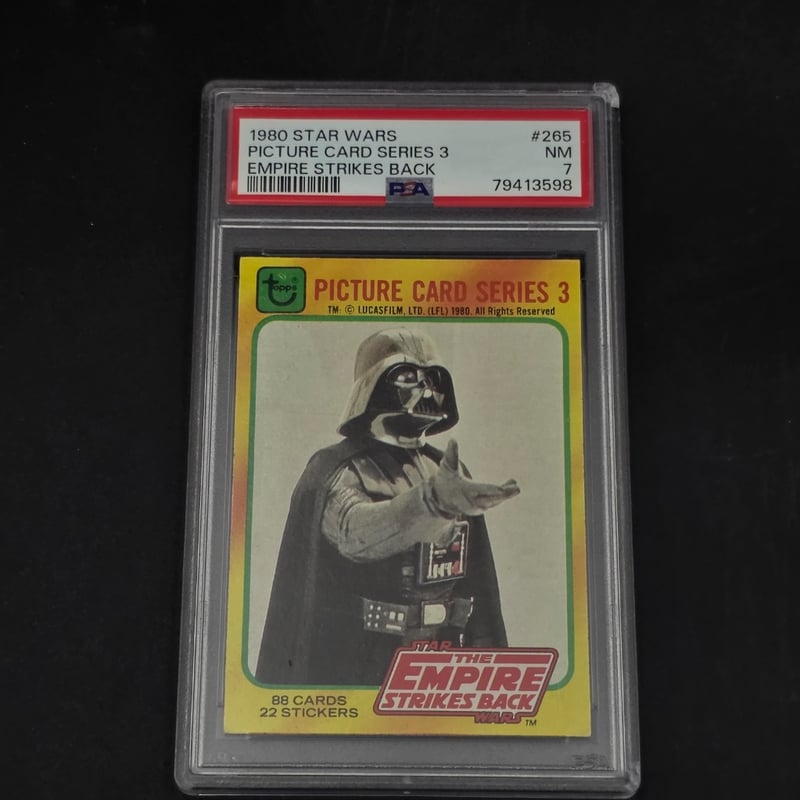 1980 STAR WARS #265
PICTURE CARD SERIES 3 NM
EMPIRE STRIKES BACK 7
PSA 79413598
topps ®
PICTURE CARD SERIES 3
TM: © LUCASFILM, LTD. (LFL) 1980. All Rights Reserved
STAR
THE
EMPIRE
STRIKES BACK
WARS TM
88 CARDS
22 STICKERS